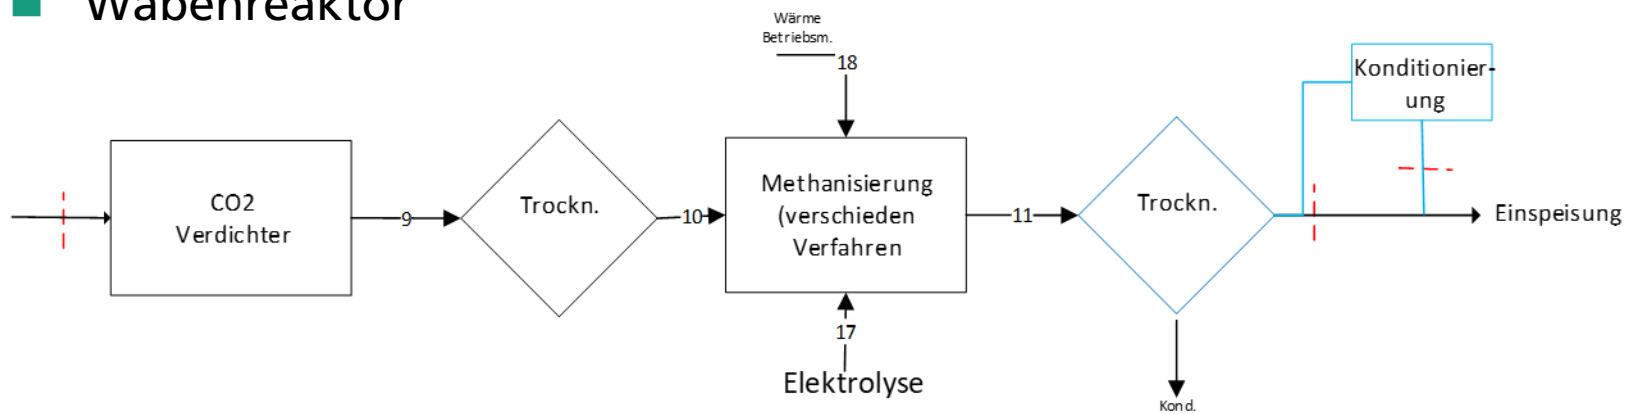 Wabenreaktor
Wärme
Betriebsm.
18
Konditionier-
ung
CO2
Verdichter
9
Trockn.
10
Methanisierung
(verschieden
Verfahren
11
Trockn.
Einspeisung
17
Elektrolyse
Kond.